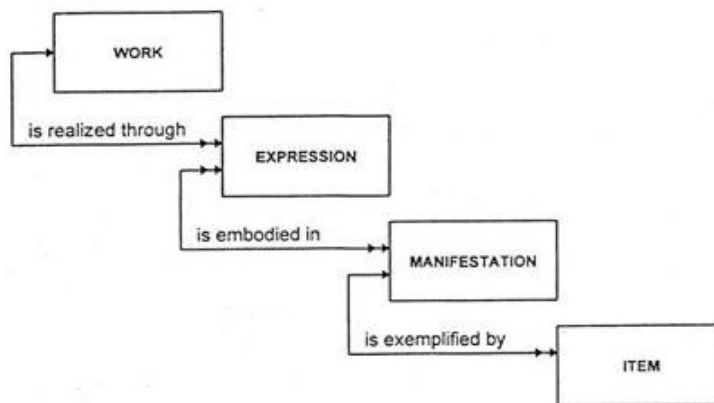 WORK
is realized through
EXPRESSION
is embodied in
MANIFESTATION
is exemplified by
ITEM